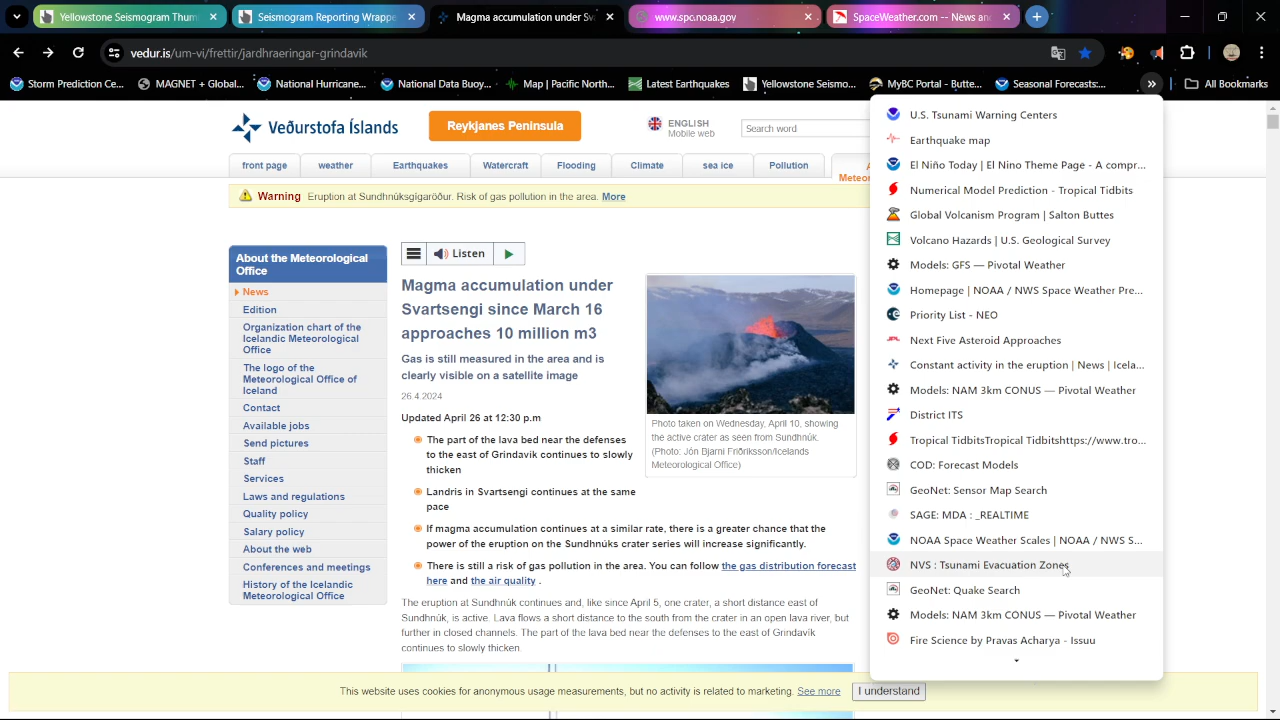 Yellowstone Seismogram Thum
Seismogram Reporting Wrappe
Magma accumulation under Sv
www.spc.noaa.gov
SpaceWeather.com -- News an
vedur.is/um-vi/frettir/jardhraeringar-grindavik
Storm Prediction Ce...
MAGNET + Global...
National Hurricane...
National Data Buoy...
Map | Pacific North...
Latest Earthquakes
Yellowstone Seismo...
MyBC Portal - Butte...
Seasonal Forecasts:...
All Bookmarks
Veðurstofa Íslands
Reykjanes Peninsula
ENGLISH
Mobile web
Search word
front page
weather
Earthquakes
Watercraft
Flooding
Climate
sea ice
Pollution
A
Meteor
Warning Eruption at Sundhnúksgígaröður. Risk of gas pollution in the area. More
About the Meteorological
Office
News
Edition
Organization chart of the
Icelandic Meteorological
Office
The logo of the
Meteorological Office of
Iceland
Contact
Available jobs
Send pictures
Staff
Services
Laws and regulations
Quality policy
Salary policy
About the web
Conferences and meetings
History of the Icelandic
Meteorological Office
Listen
Magma accumulation under
Svartsengi since March 16
approaches 10 million m3
Gas is still measured in the area and is
clearly visible on a satellite image
26.4.2024
Updated April 26 at 12:30 p.m
The part of the lava bed near the defenses
to the east of Grindavik continues to slowly
thicken
Landris in Svartsengi continues at the same
pace
If magma accumulation continues at a similar rate, there is a greater chance that the
power of the eruption on the Sundhnúks crater series will increase significantly.
There is still a risk of gas pollution in the area. You can follow the gas distribution forecast
here and the air quality .
The eruption at Sundhnúk continues and, like since April 5, one crater, a short distance east of
Sundhnúk, is active. Lava flows a short distance to the south from the crater in an open lava river, but
further in closed channels. The part of the lava bed near the defenses to the east of Grindavik
continues to slowly thicken.
Photo taken on Wednesday, April 10, showing
the active crater as seen from Sundhnúk.
(Photo: Jón Bjarni Friðriksson/Icelands
Meteorological Office)
U.S. Tsunami Warning Centers
Earthquake map
El Niño Today | El Nino Theme Page - A compr...
Numerical Model Prediction - Tropical Tidbits
Global Volcanism Program | Salton Buttes
Volcano Hazards | U.S. Geological Survey
Models: GFS — Pivotal Weather
Homepage | NOAA / NWS Space Weather Pre...
Priority List - NEO
Next Five Asteroid Approaches
Constant activity in the eruption | News | Icela...
Models: NAM 3km CONUS — Pivotal Weather
District ITS
Tropical TidbitsTropical Tidbitshttps://www.tro...
COD: Forecast Models
GeoNet: Sensor Map Search
SAGE: MDA : _REALTIME
NOAA Space Weather Scales | NOAA / NWS S...
NVS : Tsunami Evacuation Zones
GeoNet: Quake Search
Models: NAM 3km CONUS — Pivotal Weather
Fire Science by Pravas Acharya - Issuu
This website uses cookies for anonymous usage measurements, but no activity is related to marketing. See more
I understand